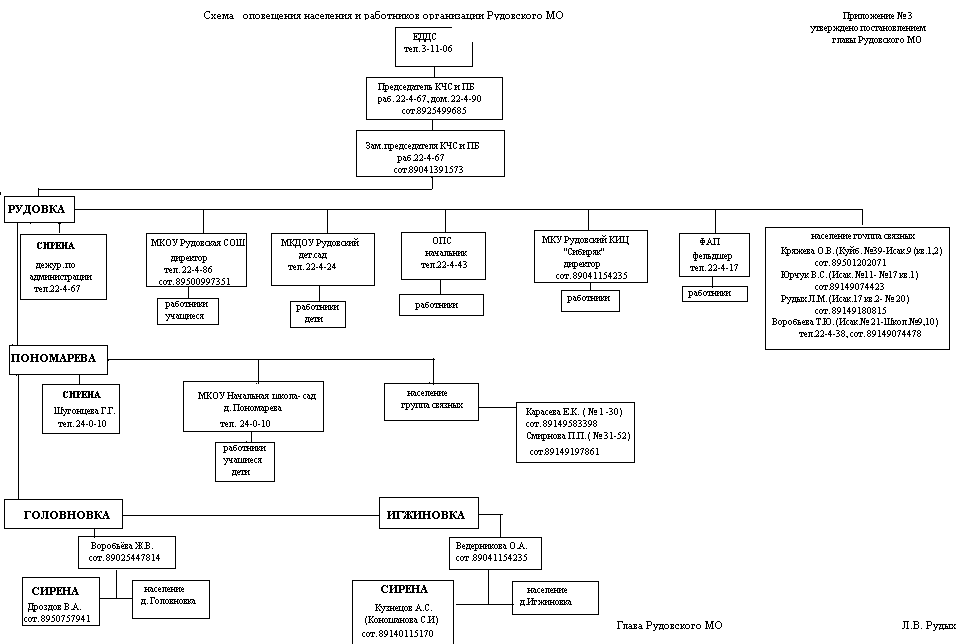 Схема оповещения населения и работников организации Рудовского МО
Приложение №3
утверждено постановлением
главы Рудовского МО
ЕДДС
тел.3-11-06
Председатель КЧС и ПБ
раб.22-4-67, дом. 22-4-90
сот.8925499685
Зам.председателя КЧС и ПБ
раб.22-4-67
сот.89041391573
РУДОВКА
СИРЕНА
дежур. по
администрации
тел.22-4-67
МКОУ Рудовская СОШ
директор
тел. 22-4-86
сот.89500997351
работники
учащиеся
МКДОУ Рудовский
дет.сад
тел. 22-4-24
работники
дети
ОПС
начальник
тел.22-4-43
работники
МКУ Рудовский КИЦ
"Сибиряк"
директор
сот.89041154235
работники
ФАП
фельдшер
тел.22-4-17
работники
население группа связных
Кряжева О.В.(Куйб. №39-Исак.9 (кв.1,2)
сот.89501202071
Юрчук В.С. (Исак. №11- №17 кв.1)
сот.89149074423
Рудых Л.М. (Исак.17 кв.2- №20)
сот.89149180815
Воробьева Т.Ю. (Исак.№21-Школ.№9,10)
тел.22-4-38, сот.89149074478
ПОНОМАРЕВА
СИРЕНА
Шугонцева Г.Г.
тел. 24-0-10
МКОУ Начальная школа- сад
д. Пономарева
тел. 24-0-10
работники
учащиеся
дети
население
группа связных
Карасева Е.К. ( №1-30)
сот.89149583398
Смирнова П.П. ( №31-52)
сот.89149197861
ГОЛОВНОВКА
Воробьёва Ж.В.
сот.89025447814
СИРЕНА
Дроздов В.А.
сот.8950757941
население
д. Головновка
ИГЖИНОВКА
Ведерникова О.А.
сот.89041154235
СИРЕНА
Кузнецов А.С.
(Коношанова С.И)
сот.89140115170
население
д.Игжиновка
Глава Рудовского МО
Л.В. Рудых